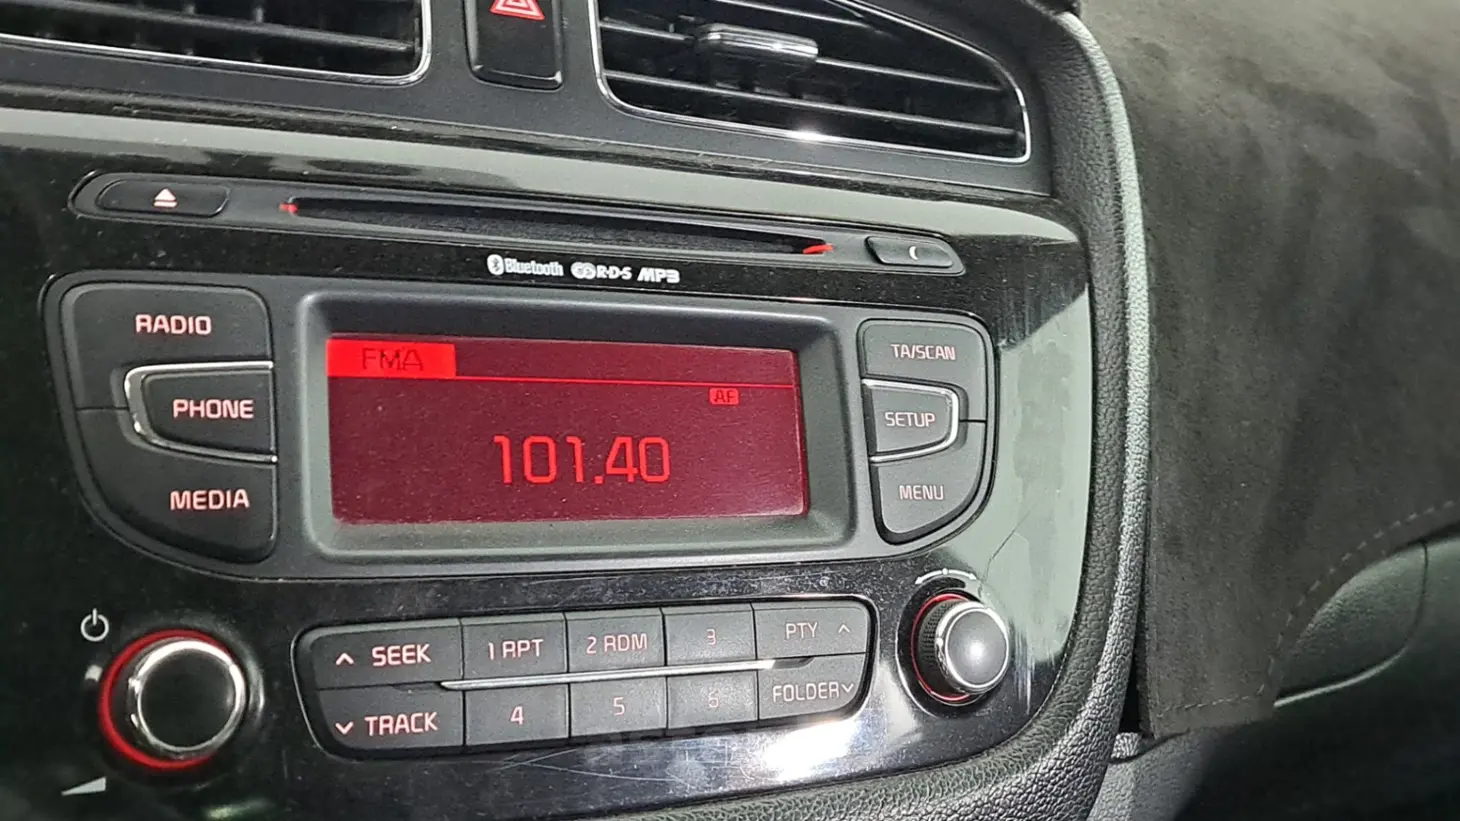 Bluetooth R·D·S MP3
RADIO
PHONE
MEDIA
FMA
AF
101.40
TA/SCAN
SETUP
MENU
SEEK
TRACK
1 RPT
2 RDM
3
PTY
4
5
6
FOLDER